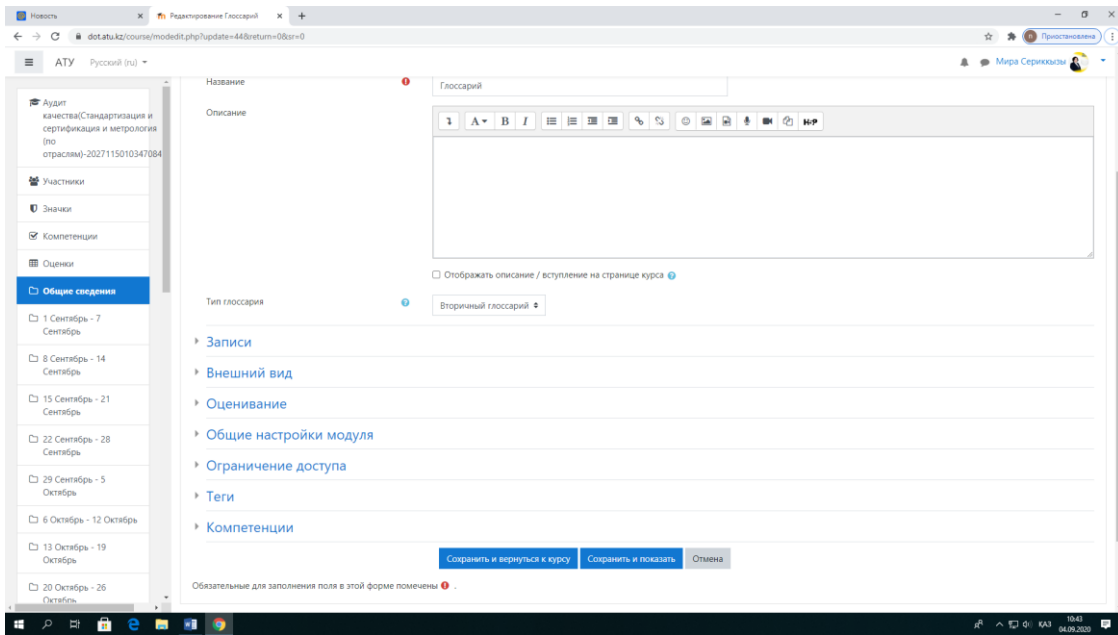 Новость
Редактирование Глоссарий
dot.atu.kz/course/modedit.php?update=44&return=0&sr=0
Приостановлена
АТУ Русский (ru)
Мира Сериккызы
Аудит
качества(Стандартизация и
сертификация и метрология
(по
отраслям)-2027115010347084
Участники
Значки
Компетенции
Оценки
Общие сведения
1 Сентябрь - 7
Сентябрь
8 Сентябрь - 14
Сентябрь
15 Сентябрь - 21
Сентябрь
22 Сентябрь - 28
Сентябрь
29 Сентябрь - 5
Октябрь
6 Октябрь - 12 Октябрь
13 Октябрь - 19
Октябрь
20 Октябрь - 26
Октябрь
Название
Глоссарий
Описание
A B I H-P
Отображать описание / вступление на странице курса
Тип глоссария
Вторичный глоссарий
Записи
Внешний вид
Оценивание
Общие настройки модуля
Ограничение доступа
Теги
Компетенции
Сохранить и вернуться к курсу Сохранить и показать Отмена
Обязательные для заполнения поля в этой форме помечены .
ҚАЗ
10:43
04.09.2020